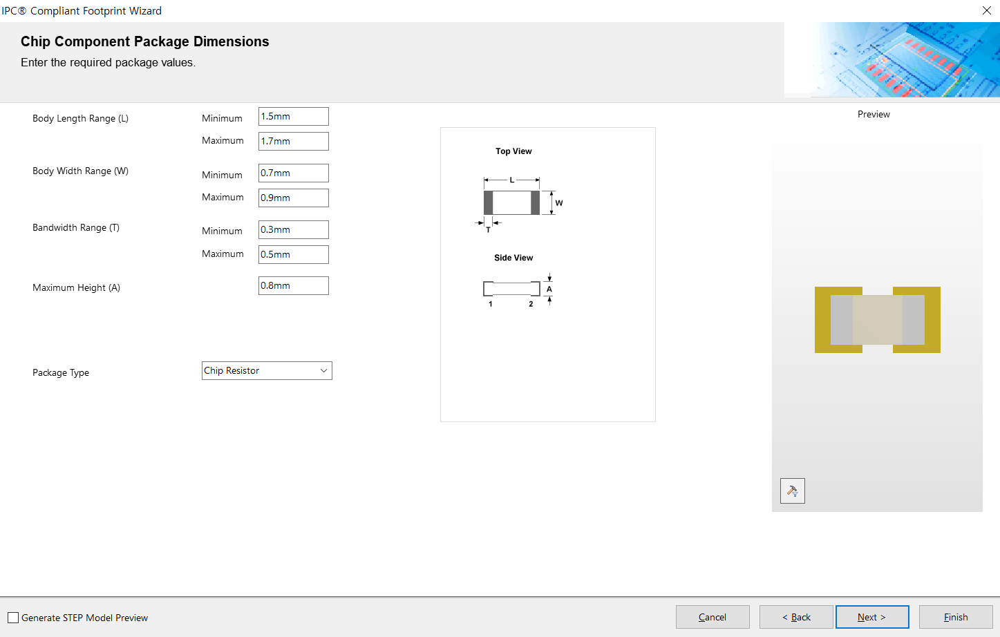 IPC® Compliant Footprint Wizard
Chip Component Package Dimensions
Enter the required package values.
Body Length Range (L)
Minimum
1.5mm
Maximum
1.7mm
Body Width Range (W)
Minimum
0.7mm
Maximum
0.9mm
Bandwidth Range (T)
Minimum
0.3mm
Maximum
0.5mm
Maximum Height (A)
0.8mm
Package Type
Chip Resistor
Top View
L
W
T
Side View
A
1 2
Preview
Generate STEP Model Preview
Cancel
< Back
Next >
Finish